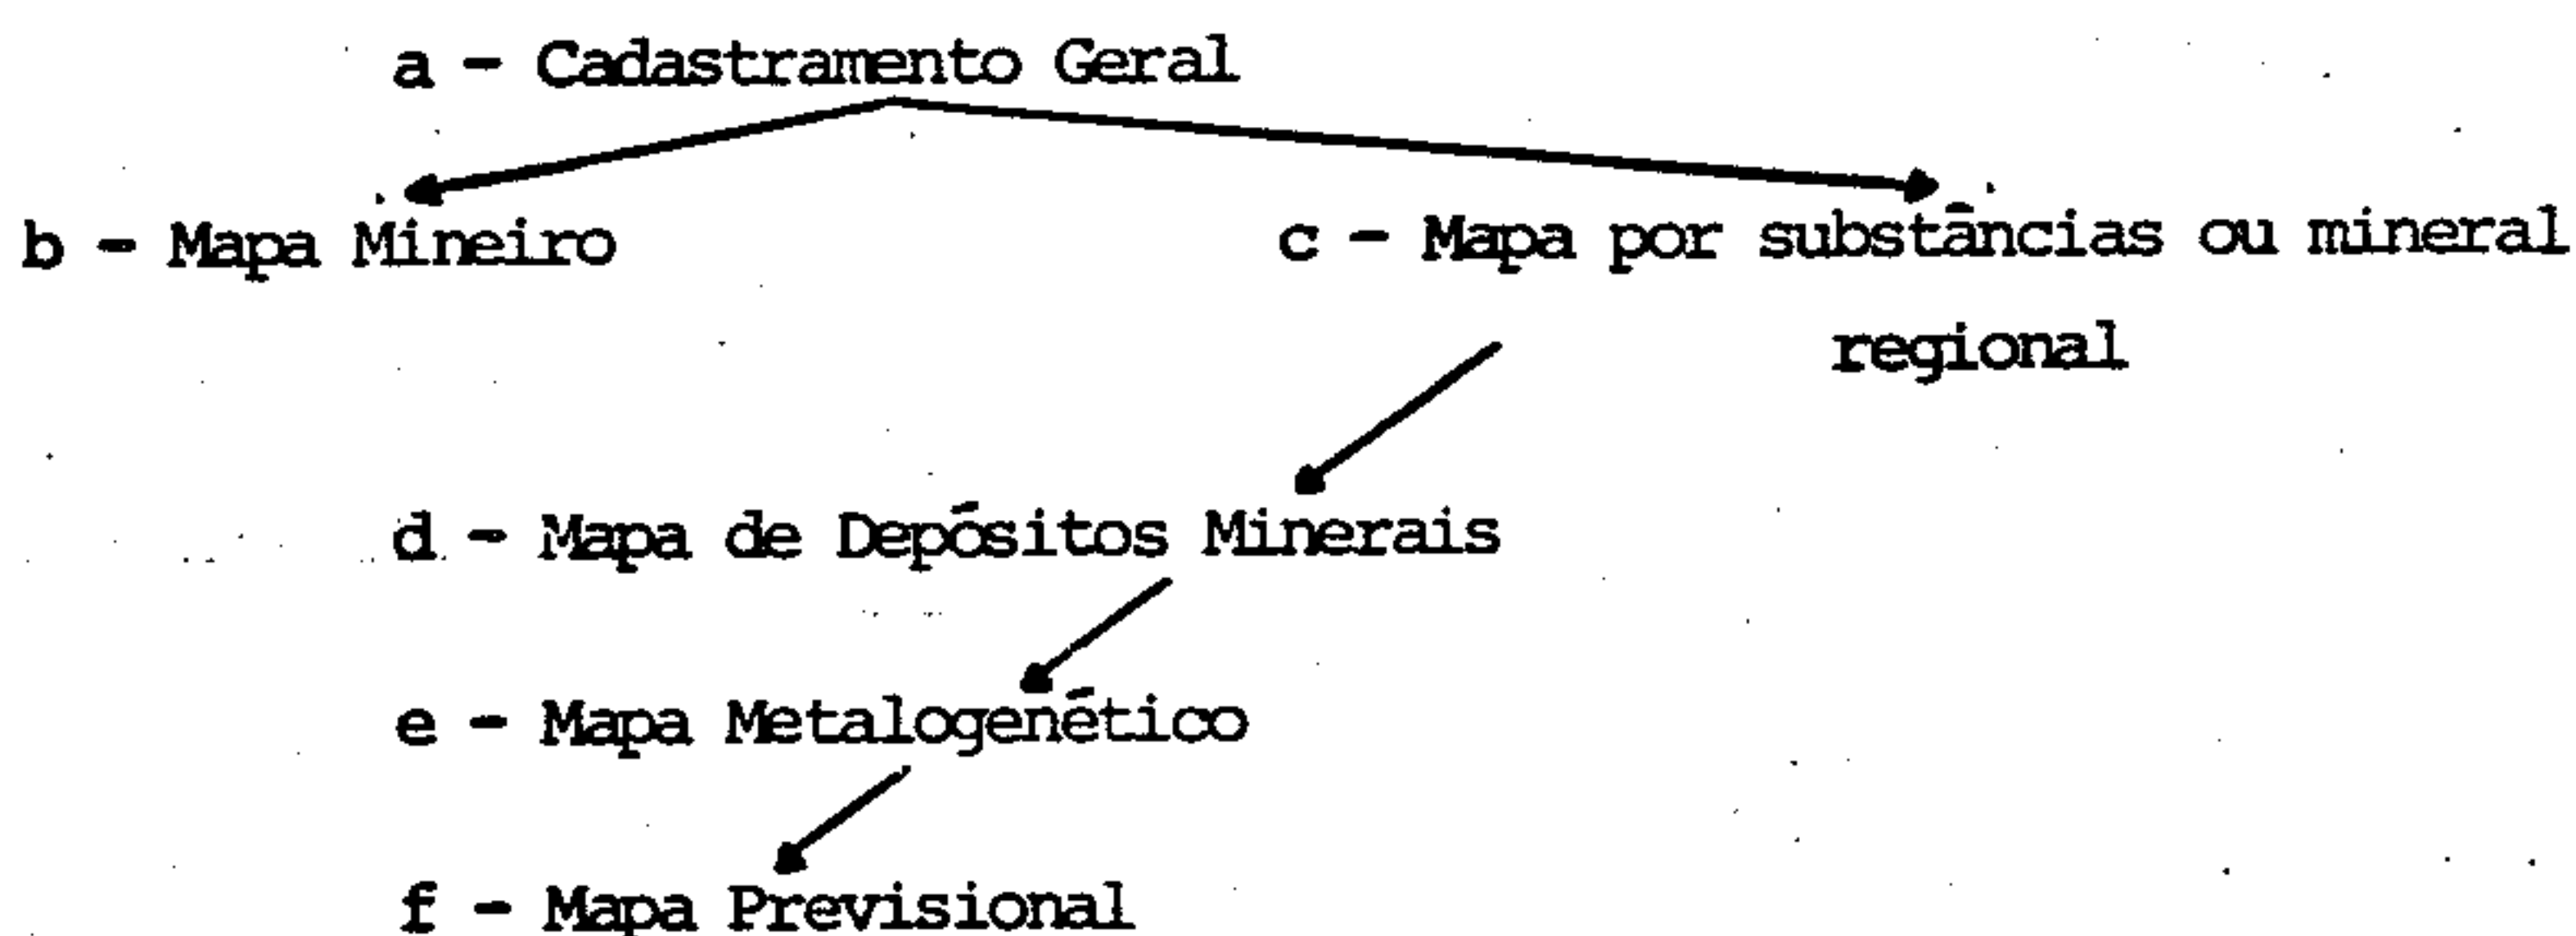 a - Cadastramento Geral
b - Mapa Mineiro
c - Mapa por substâncias ou mineral
regional
d - Mapa de Depósitos Minerais
e - Mapa Metalogenético
f - Mapa Previsional